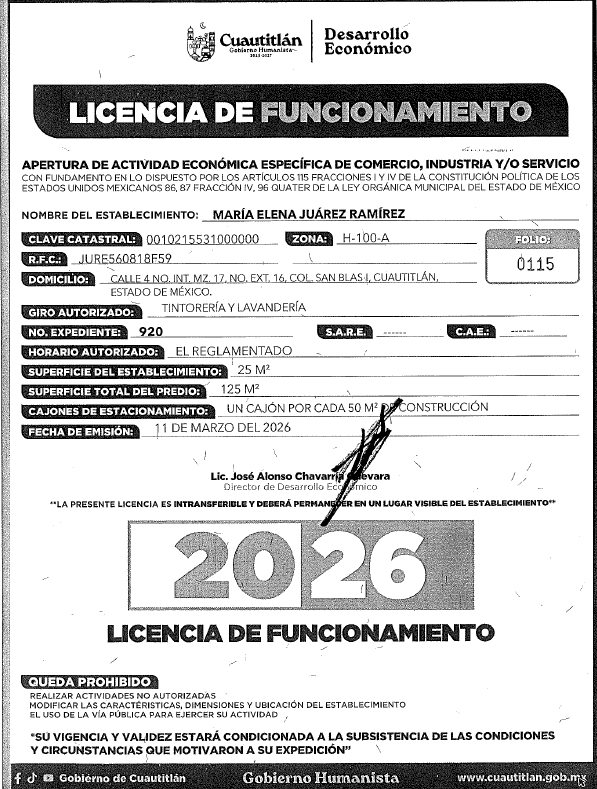 Cuautitlán
Gobierno Humanista
2025-2027
Desarrollo
Económico
LICENCIA DE FUNCIONAMIENTO
APERTURA DE ACTIVIDAD ECONÓMICA ESPECÍFICA DE COMERCIO, INDUSTRIA Y/O SERVICIO
CON FUNDAMENTO EN LO DISPUESTO POR LOS ARTÍCULOS 115 FRACCIONES I Y IV DE LA CONSTITUCIÓN POLÍTICA DE LOS
ESTADOS UNIDOS MEXICANOS 86, 87 FRACCIÓN IV, 96 QUATER DE LA LEY ORGÁNICA MUNICIPAL DEL ESTADO DE MÉXICO
NOMBRE DEL ESTABLECIMIENTO: MARÍA ELENA JUÁREZ RAMÍREZ
CLAVE CATASTRAL: 0010215531000000 ZONA: H-100-A
FOLIO:
0115
R.F.C.: JURE560818F59
DOMICILIO: CALLE 4 NO. INT. MZ. 17, NO. EXT. 16, COL. SAN BLAS I, CUAUTITLÁN,
ESTADO DE MÉXICO.
GIRO AUTORIZADO: TINTORERÍA Y LAVANDERÍA
NO. EXPEDIENTE: 920 S.A.R.E. ------ C.A.E.: ------
HORARIO AUTORIZADO: EL REGLAMENTADO
SUPERFICIE DEL ESTABLECIMIENTO: 25 M²
SUPERFICIE TOTAL DEL PREDIO: 125 M²
CAJONES DE ESTACIONAMIENTO: UN CAJÓN POR CADA 50 M² DE CONSTRUCCIÓN
FECHA DE EMISIÓN: 11 DE MARZO DEL 2026
Lic. José Alonso Chavarría Guevara
Director de Desarrollo Económico
**LA PRESENTE LICENCIA ES INTRANSFERIBLE Y DEBERÁ PERMANECER EN UN LUGAR VISIBLE DEL ESTABLECIMIENTO**
2026
LICENCIA DE FUNCIONAMIENTO
QUEDA PROHIBIDO
REALIZAR ACTIVIDADES NO AUTORIZADAS
MODIFICAR LAS CARACTERÍSTICAS, DIMENSIONES Y UBICACIÓN DEL ESTABLECIMIENTO
EL USO DE LA VÍA PÚBLICA PARA EJERCER SU ACTIVIDAD
"SU VIGENCIA Y VALIDEZ ESTARÁ CONDICIONADA A LA SUBSISTENCIA DE LAS CONDICIONES
Y CIRCUNSTANCIAS QUE MOTIVARON A SU EXPEDICIÓN"
Gobierno de Cuautitlán
Gobierno Humanista
www.cuautitlan.gob.mx